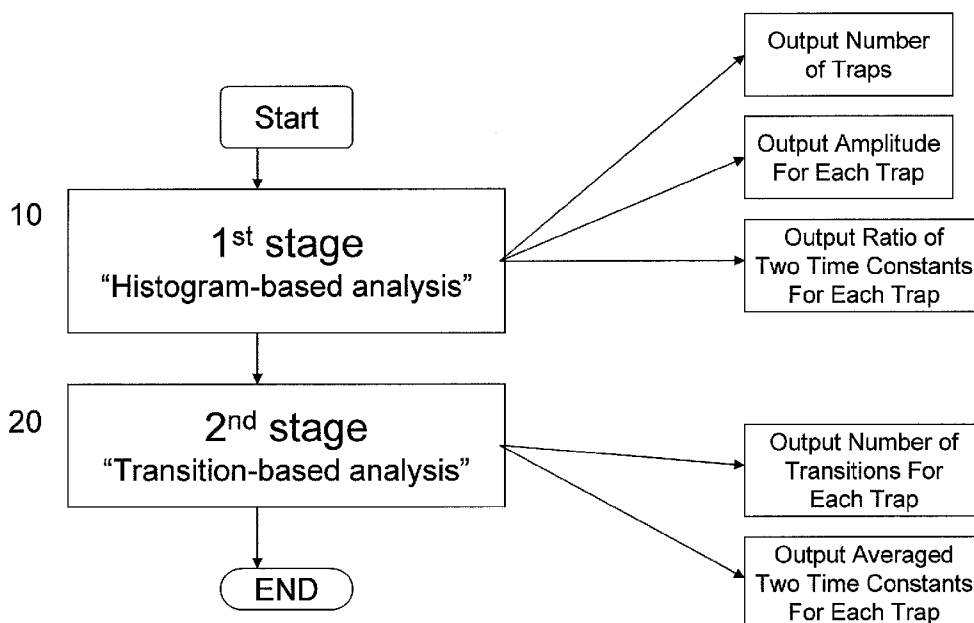 Start
10
1st stage
“Histogram-based analysis”
Output Number
of Traps
Output Amplitude
For Each Trap
Output Ratio of
Two Time Constants
For Each Trap
20
2nd stage
“Transition-based analysis”
Output Number of
Transitions For
Each Trap
Output Averaged
Two Time Constants
For Each Trap
END